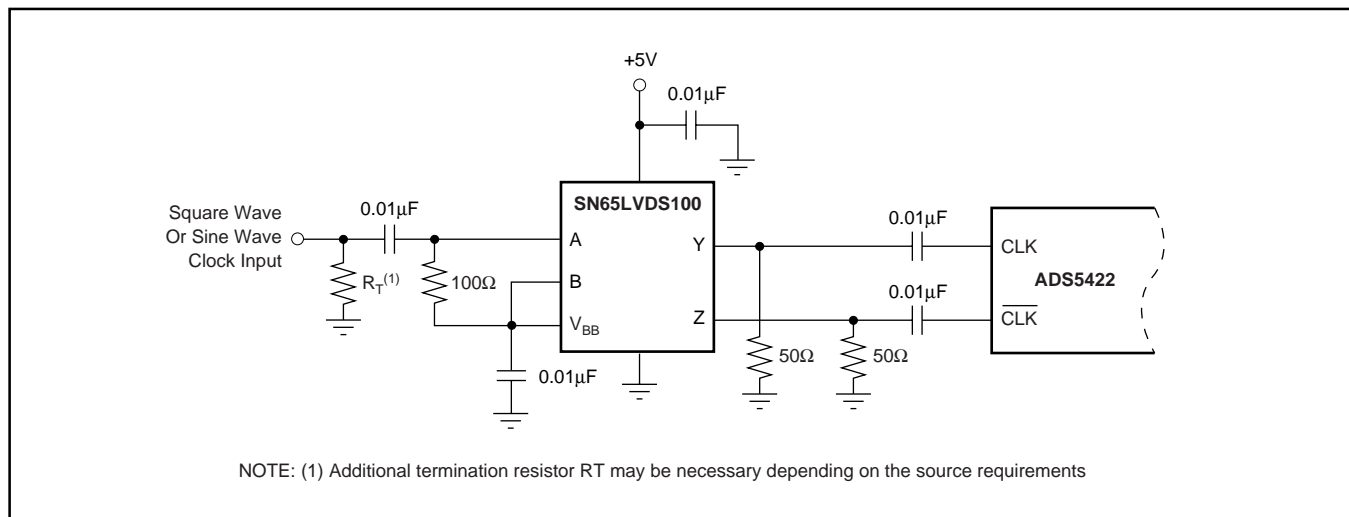 +5V
0.01µF
SN65LVDS100
Square Wave
Or Sine Wave
Clock Input
0.01µF
R_T^(1)
100Ω
A
B
V_BB
0.01µF
Y
Z
50Ω
50Ω
0.01µF
0.01µF
CLK
ADS5422
C̅L̅K̅
NOTE: (1) Additional termination resistor RT may be necessary depending on the source requirements